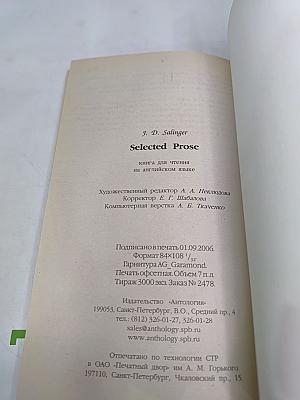 J. D. Salinger
Selected Prose
книга для чтения
на английском языке
Художественный редактор А. А. Неклюдова
Корректор Е. Г. Шабалова
Компьютерная верстка А. Б. Ткаченко
Подписано в печать 01.09.2006.
Формат 84×108 1/32
Гарнитура AG_Garamond.
Печать офсетная. Объем 7 п.л.
Тираж 3000 экз. Заказ № 2478.
Издательство «Антология»
199053, Санкт-Петербург, В.О., Средний пр., 4
тел.: (812) 326-01-27, 326-01-28
sales@anthology.spb.ru
www.anthology.spb.ru
Отпечатано по технологии CTP
в ОАО «Печатный двор» им А. М. Горького.
197110, Санкт-Петербург, Чкаловский пр., 15.